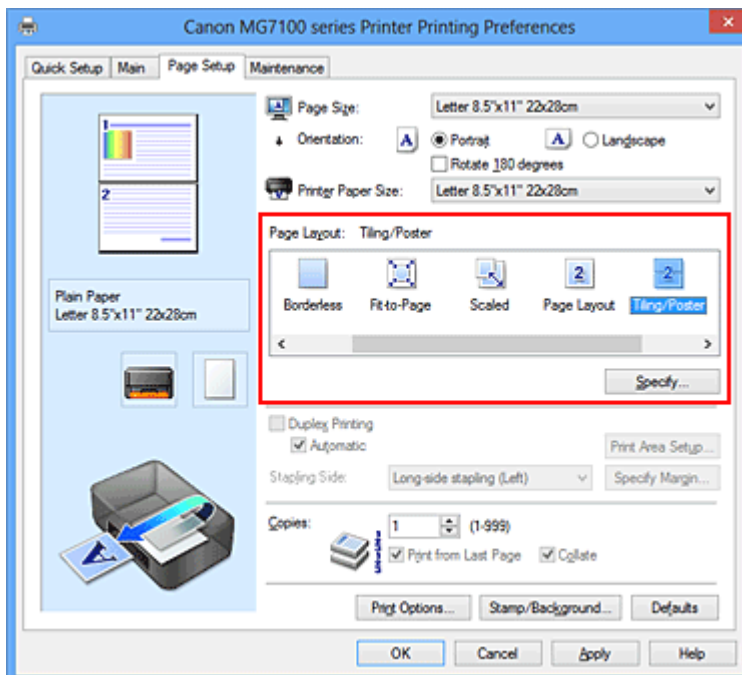 Canon MG7100 series Printer Printing Preferences
Quick Setup Main Page Setup Maintenance
1
2
Plain Paper
Letter 8.5"x11" 22x28cm
Page Size: Letter 8.5"x11" 22x28cm
Orientation: A Portrait A Landscape
Rotate 180 degrees
Printer Paper Size: Letter 8.5"x11" 22x28cm
Page Layout: Tiling/Poster
2 2
Borderless Fit-to-Page Scaled Page Layout Tiling/Poster
Specify...
Duplex Printing
Automatic Print Area Setup...
Stapling Side: Long-side stapling (Left) Specify Margin...
Copies: 1 (1-999)
Print from Last Page Collate
A
Print Options... Stamp/Background... Defaults
OK Cancel Apply Help